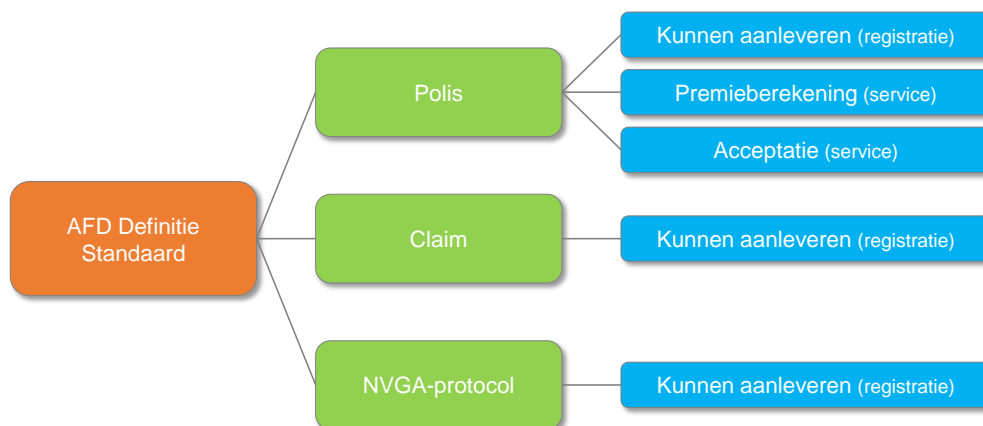 Kunnen aanleveren (registratie)
Polis
Premieberekening (service)
Acceptatie (service)
AFD Definitie
Standaard
Claim
Kunnen aanleveren (registratie)
NVGA-protocol
Kunnen aanleveren (registratie)